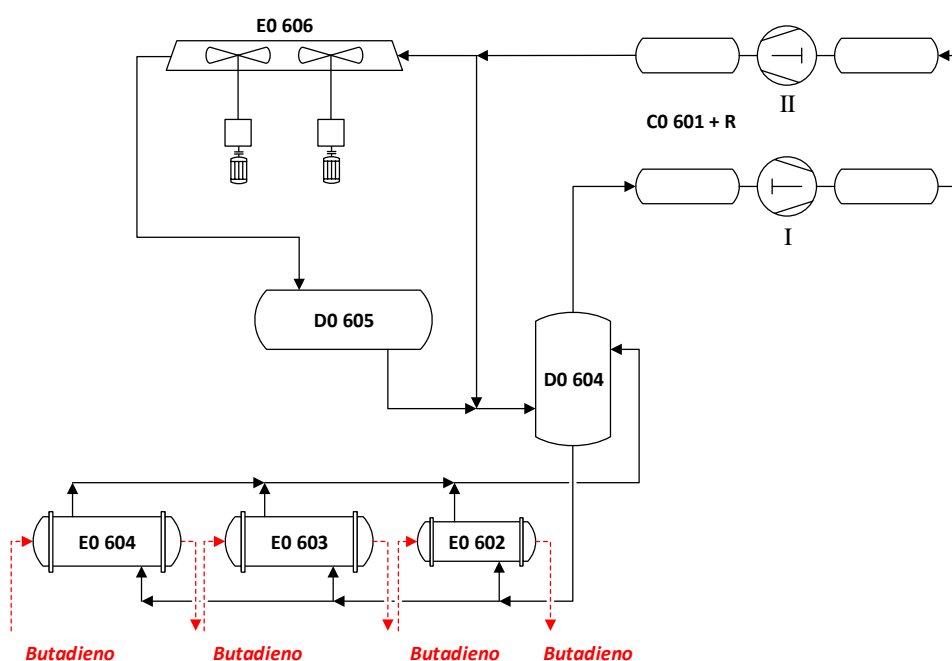 E0 606
II
C0 601 + R
I
D0 605
D0 604
E0 604
E0 603
E0 602
Butadieno
Butadieno
Butadieno
Butadieno